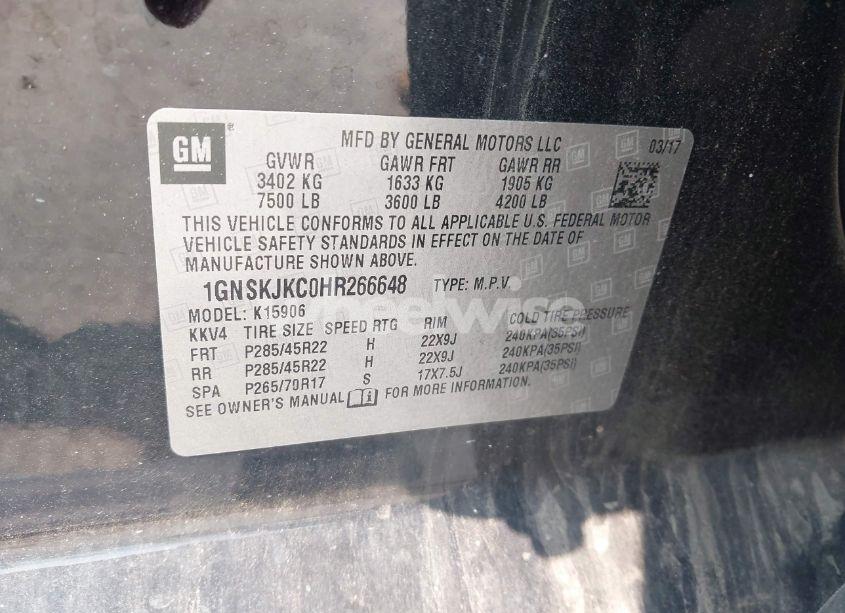 GM
MFD BY GENERAL MOTORS LLC 03/17
GVWR GAWR FRT GAWR RR
3402 KG 1633 KG 1905 KG
7500 LB 3600 LB 4200 LB
THIS VEHICLE CONFORMS TO ALL APPLICABLE U.S. FEDERAL MOTOR
VEHICLE SAFETY STANDARDS IN EFFECT ON THE DATE OF
MANUFACTURE SHOWN ABOVE.
1GNSKJKC0HR266648 TYPE: M.P.V.
MODEL: K15906
KKV4 TIRE SIZE SPEED RTG RIM COLD TIRE PRESSURE
FRT P285/45R22 H 22X9J 240KPA(35PSI)
RR P285/45R22 H 22X9J 240KPA(35PSI)
SPA P265/70R17 S 17X7.5J 240KPA(35PSI)
SEE OWNER'S MANUAL FOR MORE INFORMATION.
wheelwise